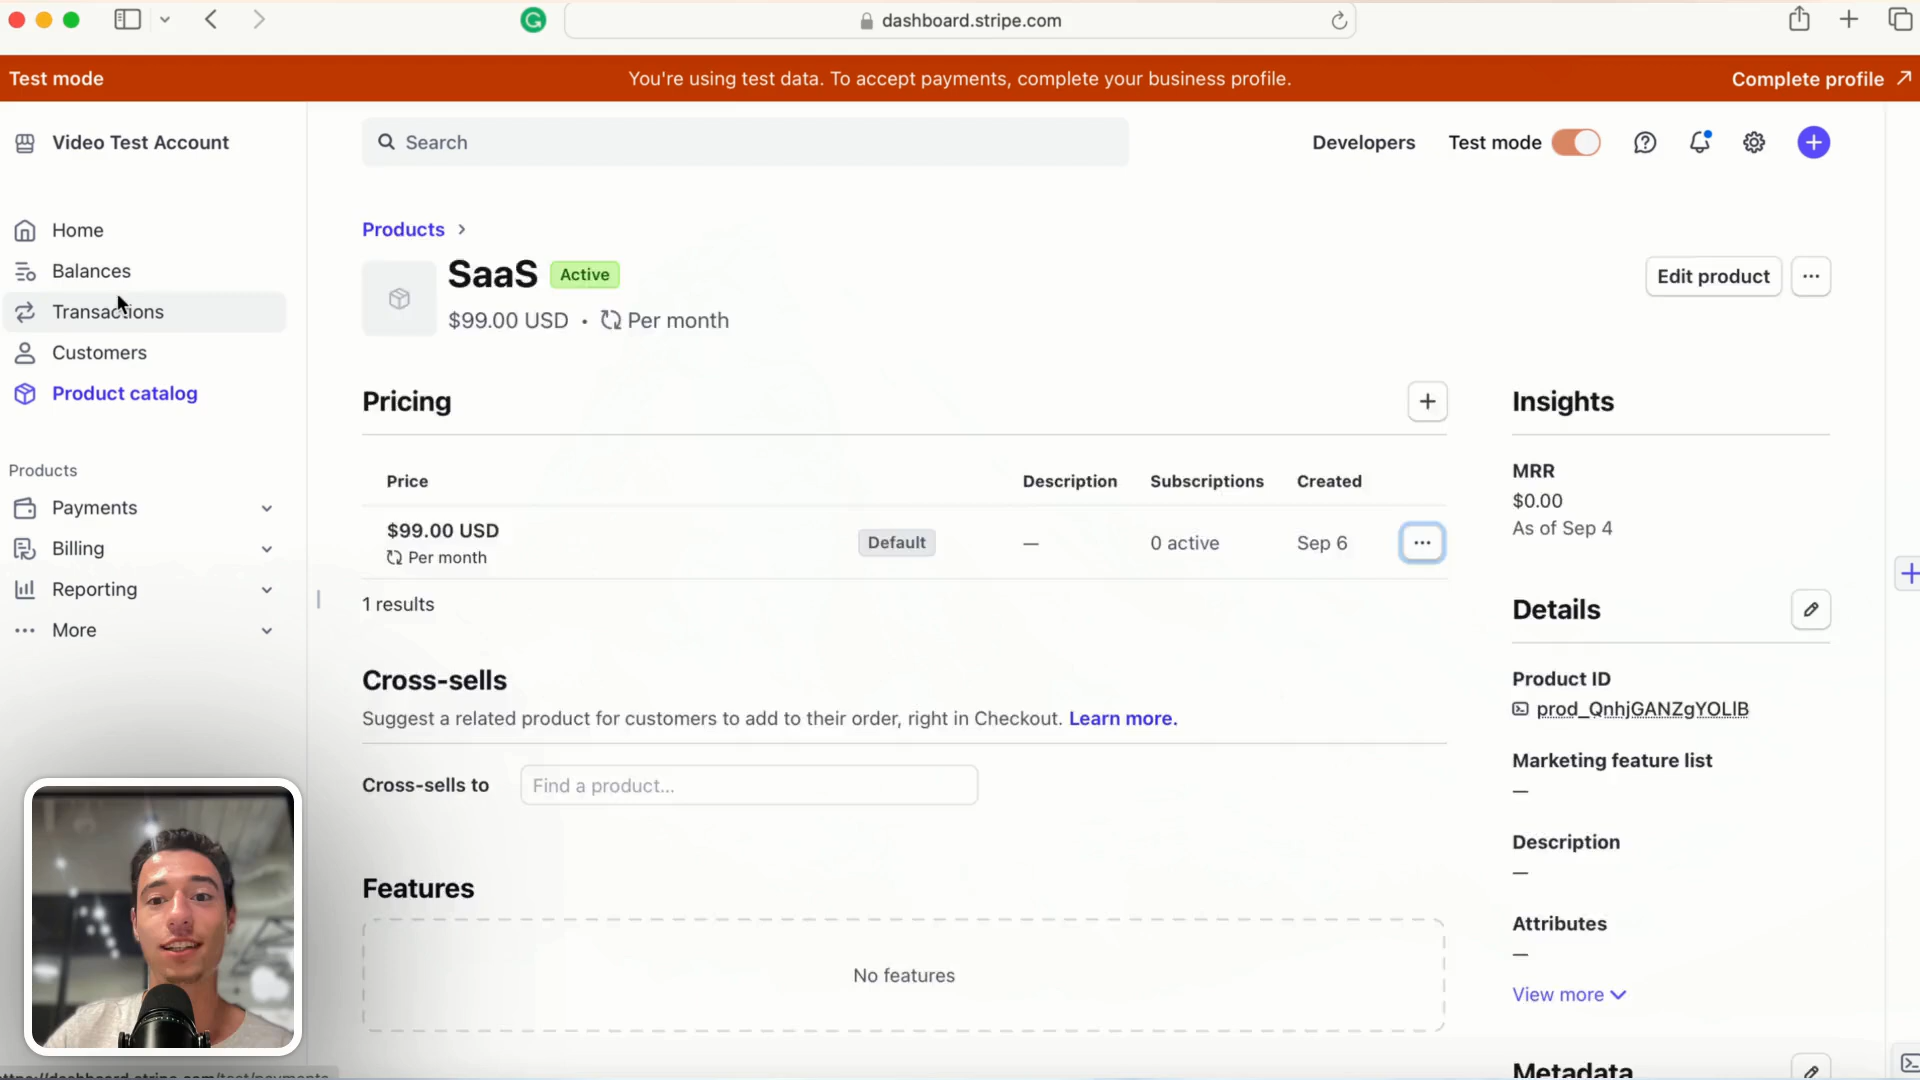 dashboard.stripe.com
Test mode
You're using test data. To accept payments, complete your business profile.
Complete profile
Video Test Account
Search
Developers
Test mode
Home
Balances
Transactions
Customers
Product catalog
Products
Payments
Billing
Reporting
More
Products
SaaS
Active
$99.00 USD · Per month
Edit product
Pricing
Price
Description
Subscriptions
Created
$99.00 USD
Per month
Default
—
0 active
Sep 6
1 results
Cross-sells
Suggest a related product for customers to add to their order, right in Checkout. Learn more.
Cross-sells to
Find a product...
Features
No features
Insights
MRR
$0.00
As of Sep 4
Details
Product ID
prod_QnhjGANZgYOLIB
Marketing feature list
—
Description
—
Attributes
—
View more
Metadata